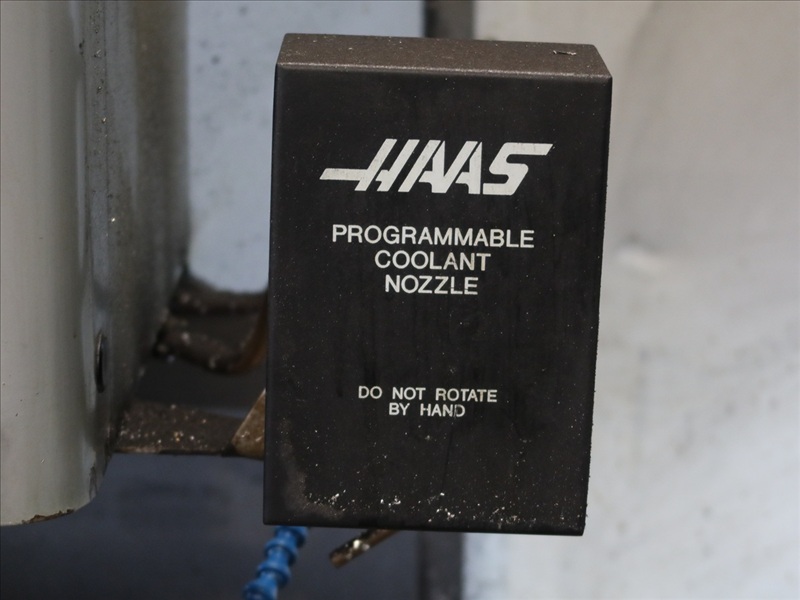 HAAS
PROGRAMMABLE
COOLANT
NOZZLE
DO NOT ROTATE
BY HAND